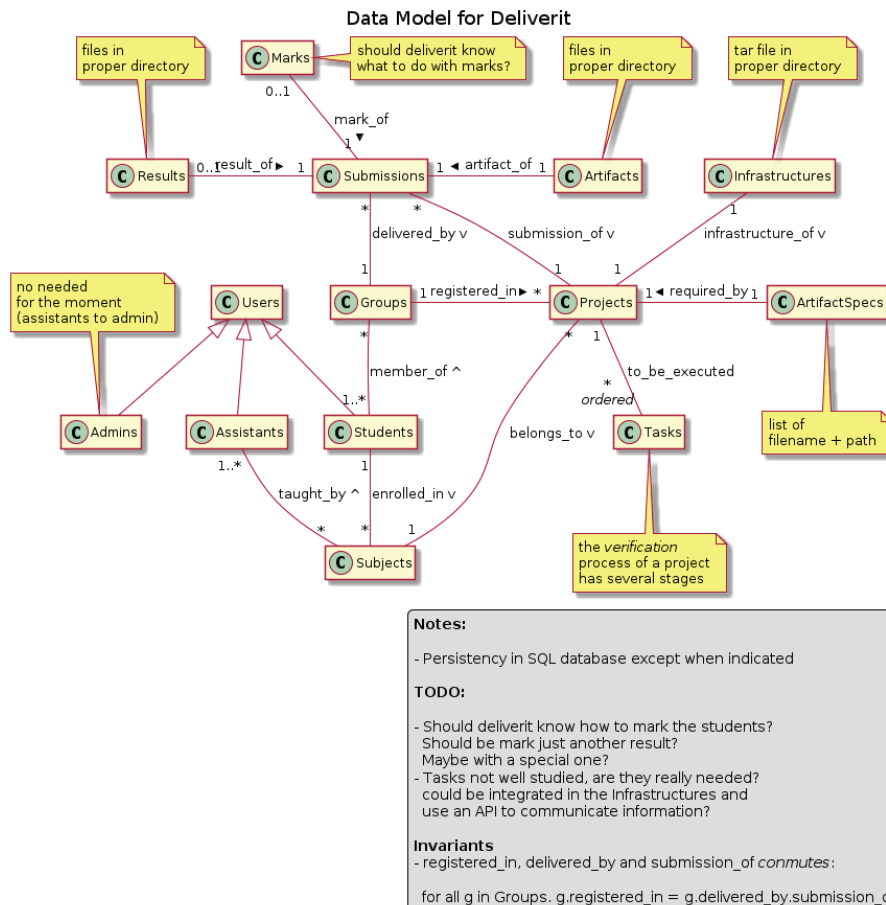 Data Model for Deliverit
files in
proper directory
C Marks
should deliverit know
what to do with marks?
files in
proper directory
tar file in
proper directory
0..1
mark_of
1
C Results
0..1 result_of 1
C Submissions
1 artifact_of 1
C Artifacts
C Infrastructures
*
*
1
delivered_by v
submission_of v
infrastructure_of v
1
1
1
no needed
for the moment
(assistants to admin)
C Users
C Groups
1 registered_in *
C Projects
1 required_by 1
C ArtifactSpecs
*
*
1
member_of ^
to_be_executed
1..*
*
ordered
C Admins
C Assistants
C Students
belongs_to v
C Tasks
list of
filename + path
1..*
1
taught_by ^
enrolled_in v
*
*
1
C Subjects
the verification
process of a project
has several stages
Notes:
- Persistency in SQL database except when indicated
TODO:
- Should deliverit know how to mark the students?
Should be mark just another result?
Maybe with a special one?
- Tasks not well studied, are they really needed?
could be integrated in the Infrastructures and
use an API to communicate information?
Invariants
- registered_in, delivered_by and submission_of conmutes:
for all g in Groups. g.registered_in = g.delivered_by.submission_